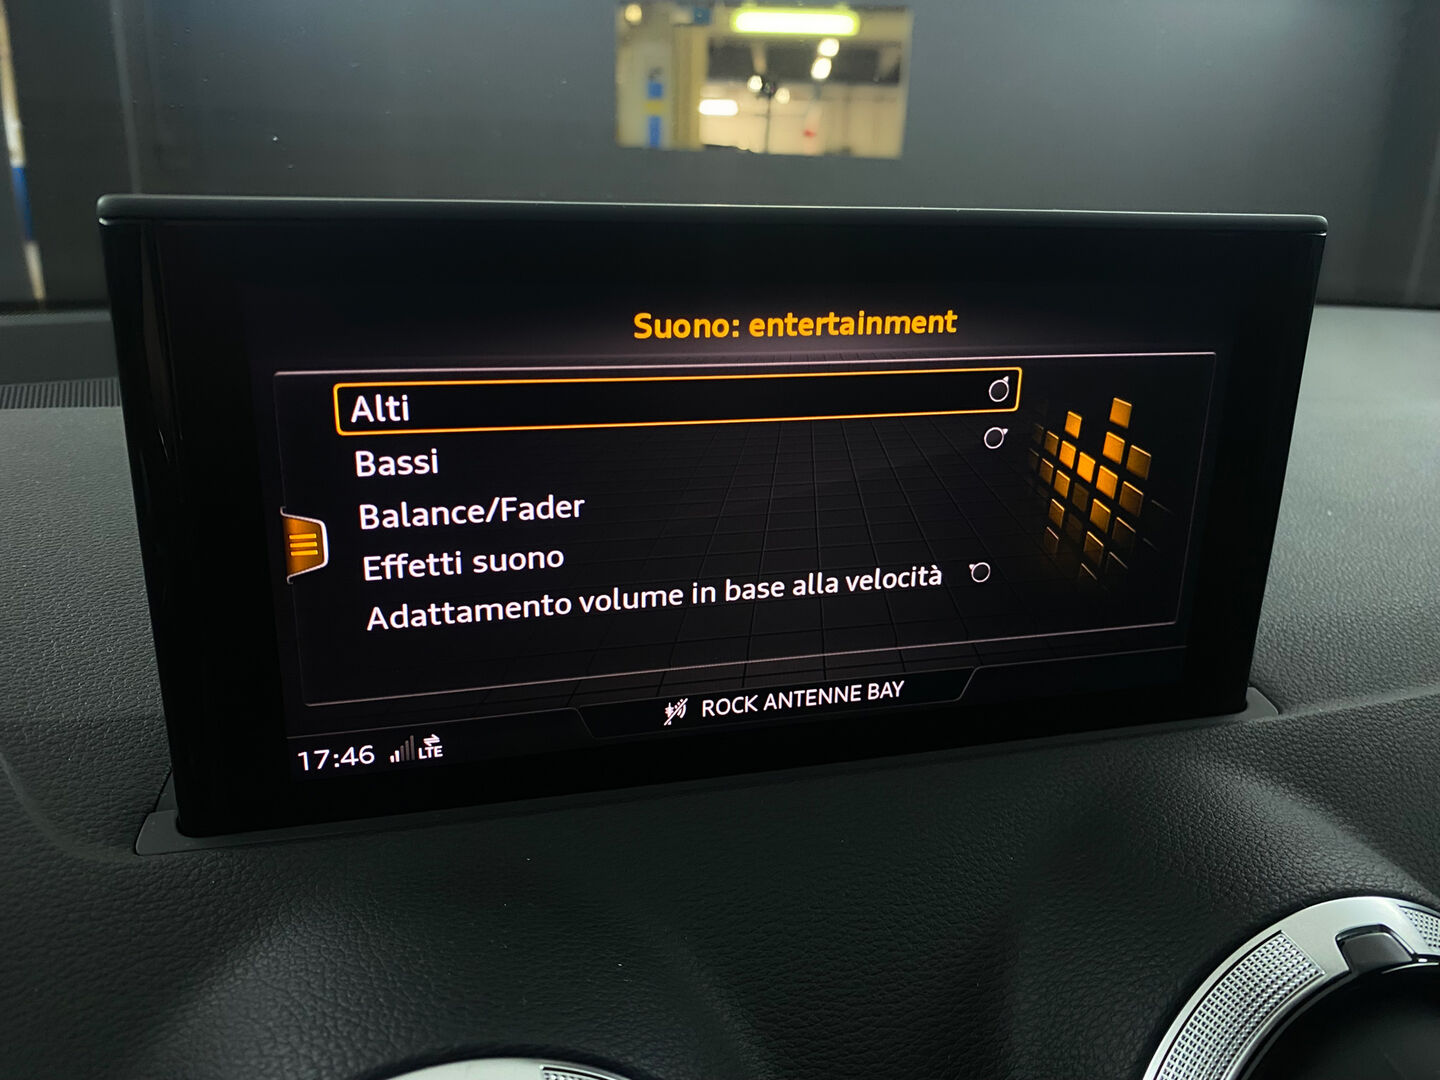 Suono: entertainment
Alti
Bassi
Balance/Fader
Effetti suono
Adattamento volume in base alla velocità
ROCK ANTENNE BAY
17:46 LTE